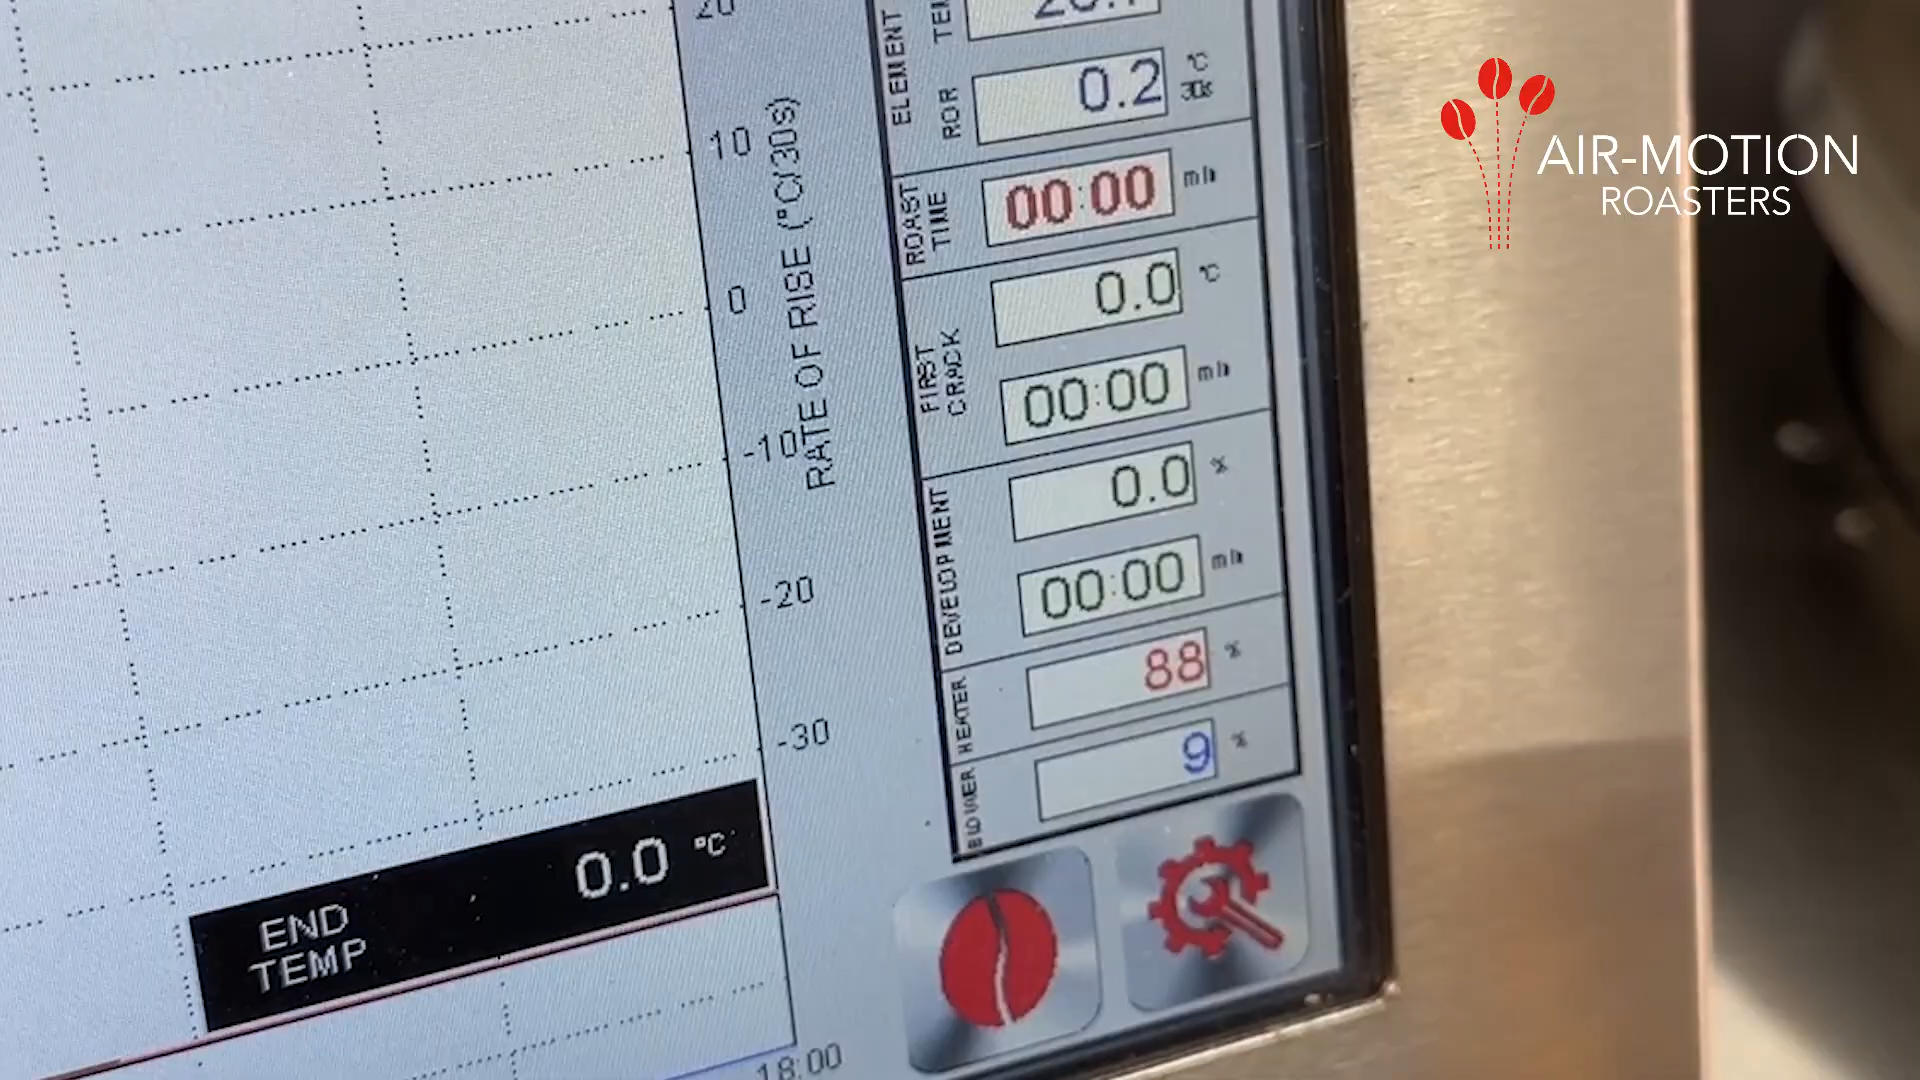 20
10
0
-10
-20
-30
RATE OF RISE (°C/30s)
18:00
END
TEMP
0.0 °C
ELEMENT
ROR
0.2
°C
30s
ROAST
TIME
00:00
FIRST
CRACK
0.0 °C
00:00
DEVELOPMENT
0.0 %
00:00
HEATER
88 %
BLOWER
9 %
AIR-MOTION
ROASTERS